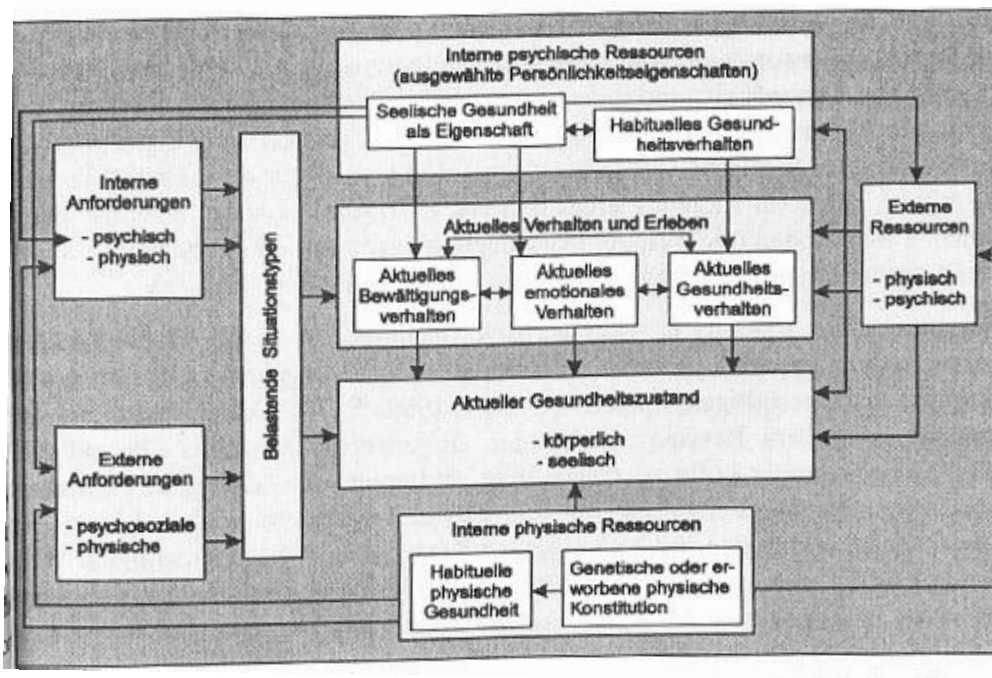 Interne psychische Ressourcen
(ausgewählte Persönlichkeitseigenschaften)
Seelische Gesundheit
als Eigenschaft
Habituelles Gesund-
heitsverhalten
Interne
Anforderungen
- psychisch
- physisch
Belastende Situationstypen
Aktuelles Verhalten und Erleben
Aktuelles
Bewältigungs-
verhalten
Aktuelles
emotionales
Verhalten
Aktuelles
Gesundheits-
verhalten
Externe
Ressourcen
- physisch
- psychisch
Aktueller Gesundheitszustand
- körperlich
- seelisch
Externe
Anforderungen
- psychosoziale
- physische
Interne physische Ressourcen
Habituelle
physische
Gesundheit
Genetische oder er-
worbene physische
Konstitution